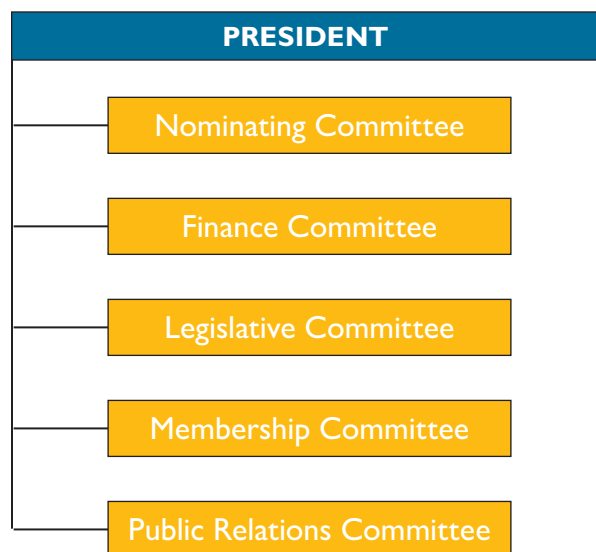 PRESIDENT
Nominating Committee
Finance Committee
Legislative Committee
Membership Committee
Public Relations Committee